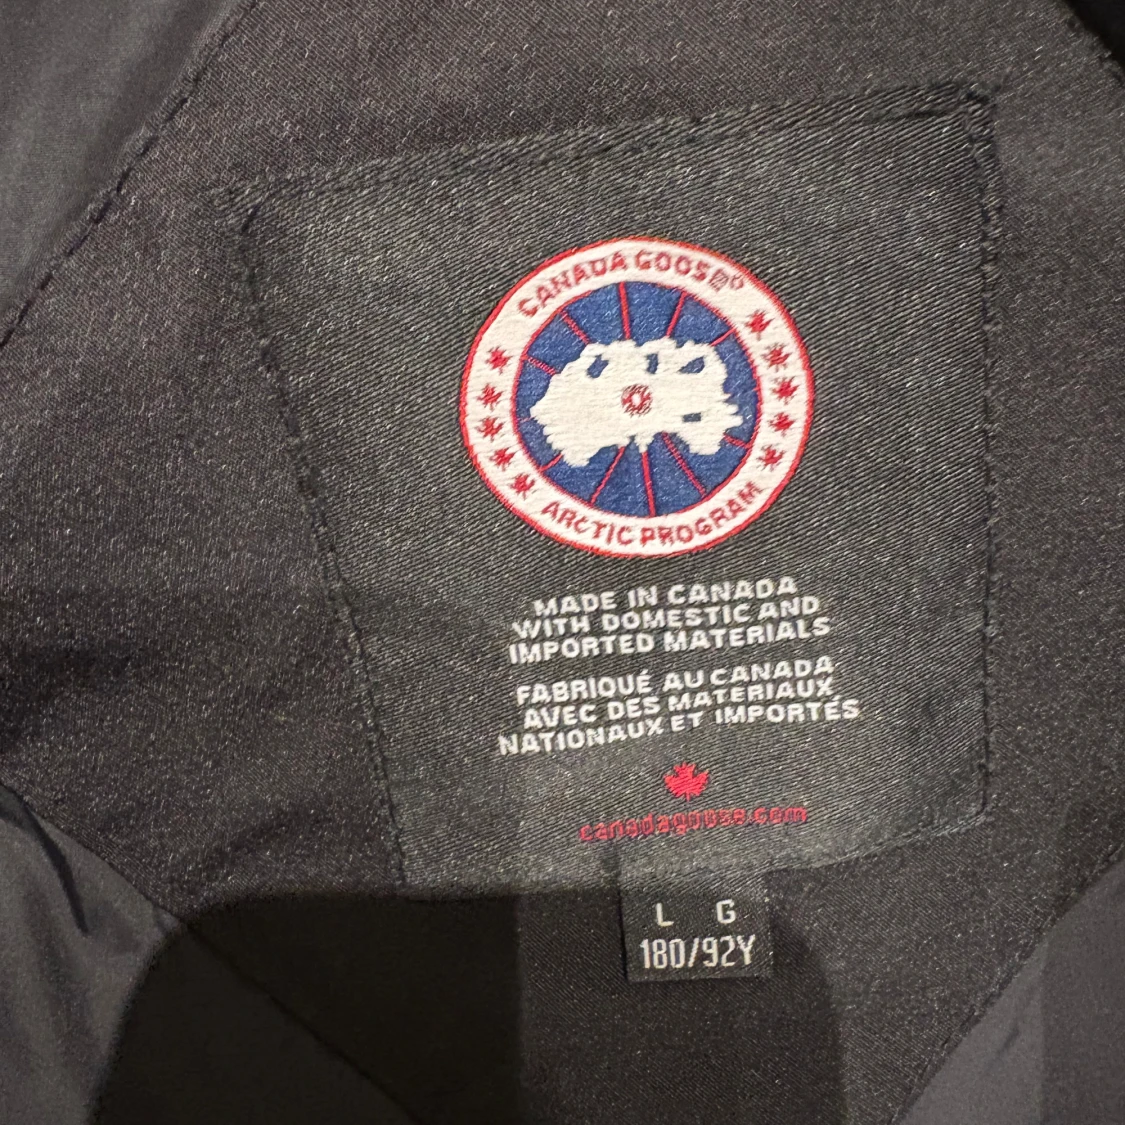 CANADA GOOSE®
ARCTIC PROGRAM
MADE IN CANADA
WITH DOMESTIC AND
IMPORTED MATERIALS
FABRIQUÉ AU CANADA
AVEC DES MATÉRIAUX
NATIONAUX ET IMPORTÉS
canadagoose.com
L G
180/92Y